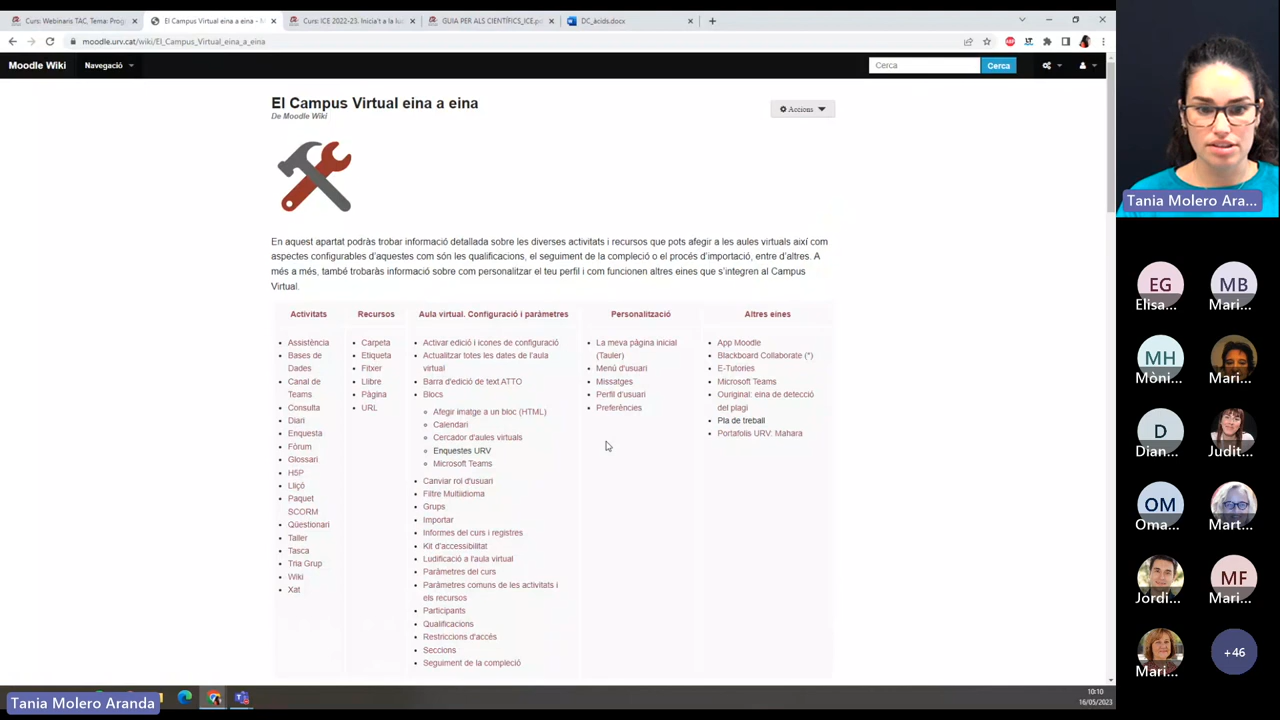 Curs: Webinaris TAC, Tema: Prog
El Campus Virtual eina a eina - M
Curs: ICE 2022-23. Inicia't a la luc
GUIA PER ALS CIENTÍFICS_ICE.pd
DC_àcids.docx
moodle.urv.cat/wiki/El_Campus_Virtual_eina_a_eina
Moodle Wiki
Navegació
Cerca
Cerca
El Campus Virtual eina a eina
De Moodle Wiki
Accions
En aquest apartat podràs trobar informació detallada sobre les diverses activitats i recursos que pots afegir a les aules virtuals així com
aspectes configurables d'aquestes com són les qualificacions, el seguiment de la compleció o el procés d'importació, entre d'altres. A
més a més, també trobaràs informació sobre com personalitzar el teu perfil i com funcionen altres eines que s'integren al Campus
Virtual.
Activitats
Assistència
Bases de
Dades
Canal de
Teams
Consulta
Diari
Enquesta
Fòrum
Glossari
H5P
Lliçó
Paquet
SCORM
Qüestionari
Taller
Tasca
Tria Grup
Wiki
Xat
Recursos
Carpeta
Etiqueta
Fitxer
Llibre
Pàgina
URL
Aula virtual. Configuració i paràmetres
Activar edició i icones de configuració
Actualitzar totes les dates de l'aula
virtual
Barra d'edició de text ATTO
Blocs
Afegir imatge a un bloc (HTML)
Calendari
Cercador d'aules virtuals
Enquestes URV
Microsoft Teams
Canviar rol d'usuari
Filtre Multiidioma
Grups
Importar
Informes del curs i registres
Kit d'accessibilitat
Ludificació a l'aula virtual
Paràmetres del curs
Paràmetres comuns de les activitats i
els recursos
Participants
Qualificacions
Restriccions d'accés
Seccions
Seguiment de la compleció
Personalització
La meva pàgina inicial
(Tauler)
Menú d'usuari
Missatges
Perfil d'usuari
Preferències
Altres eines
App Moodle
Blackboard Collaborate (*)
E-Tutories
Microsoft Teams
Ouriginal: eina de detecció
del plagi
Pla de treball
Portafolis URV: Mahara
10:10
16/05/2023
Tania Molero Aranda
Tania Molero Ara...
EG
Elisa...
MB
Mari...
MH
Mòni...
Mari...
D
Dian...
Judit...
OM
Oma...
Mart...
Jordi...
MF
Mari...
Mari...
+46